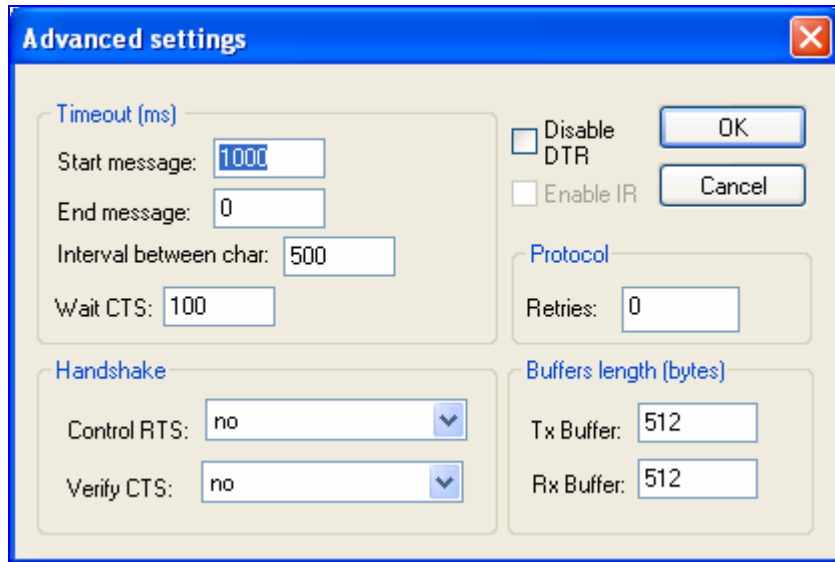 Advanced settings
Timeout (ms)
Start message: 1000
End message: 0
Interval between char: 500
Wait CTS: 100
Disable
DTR
Enable IR
OK
Cancel
Protocol
Retries: 0
Handshake
Control RTS: no
Verify CTS: no
Buffers length (bytes)
Tx Buffer: 512
Rx Buffer: 512